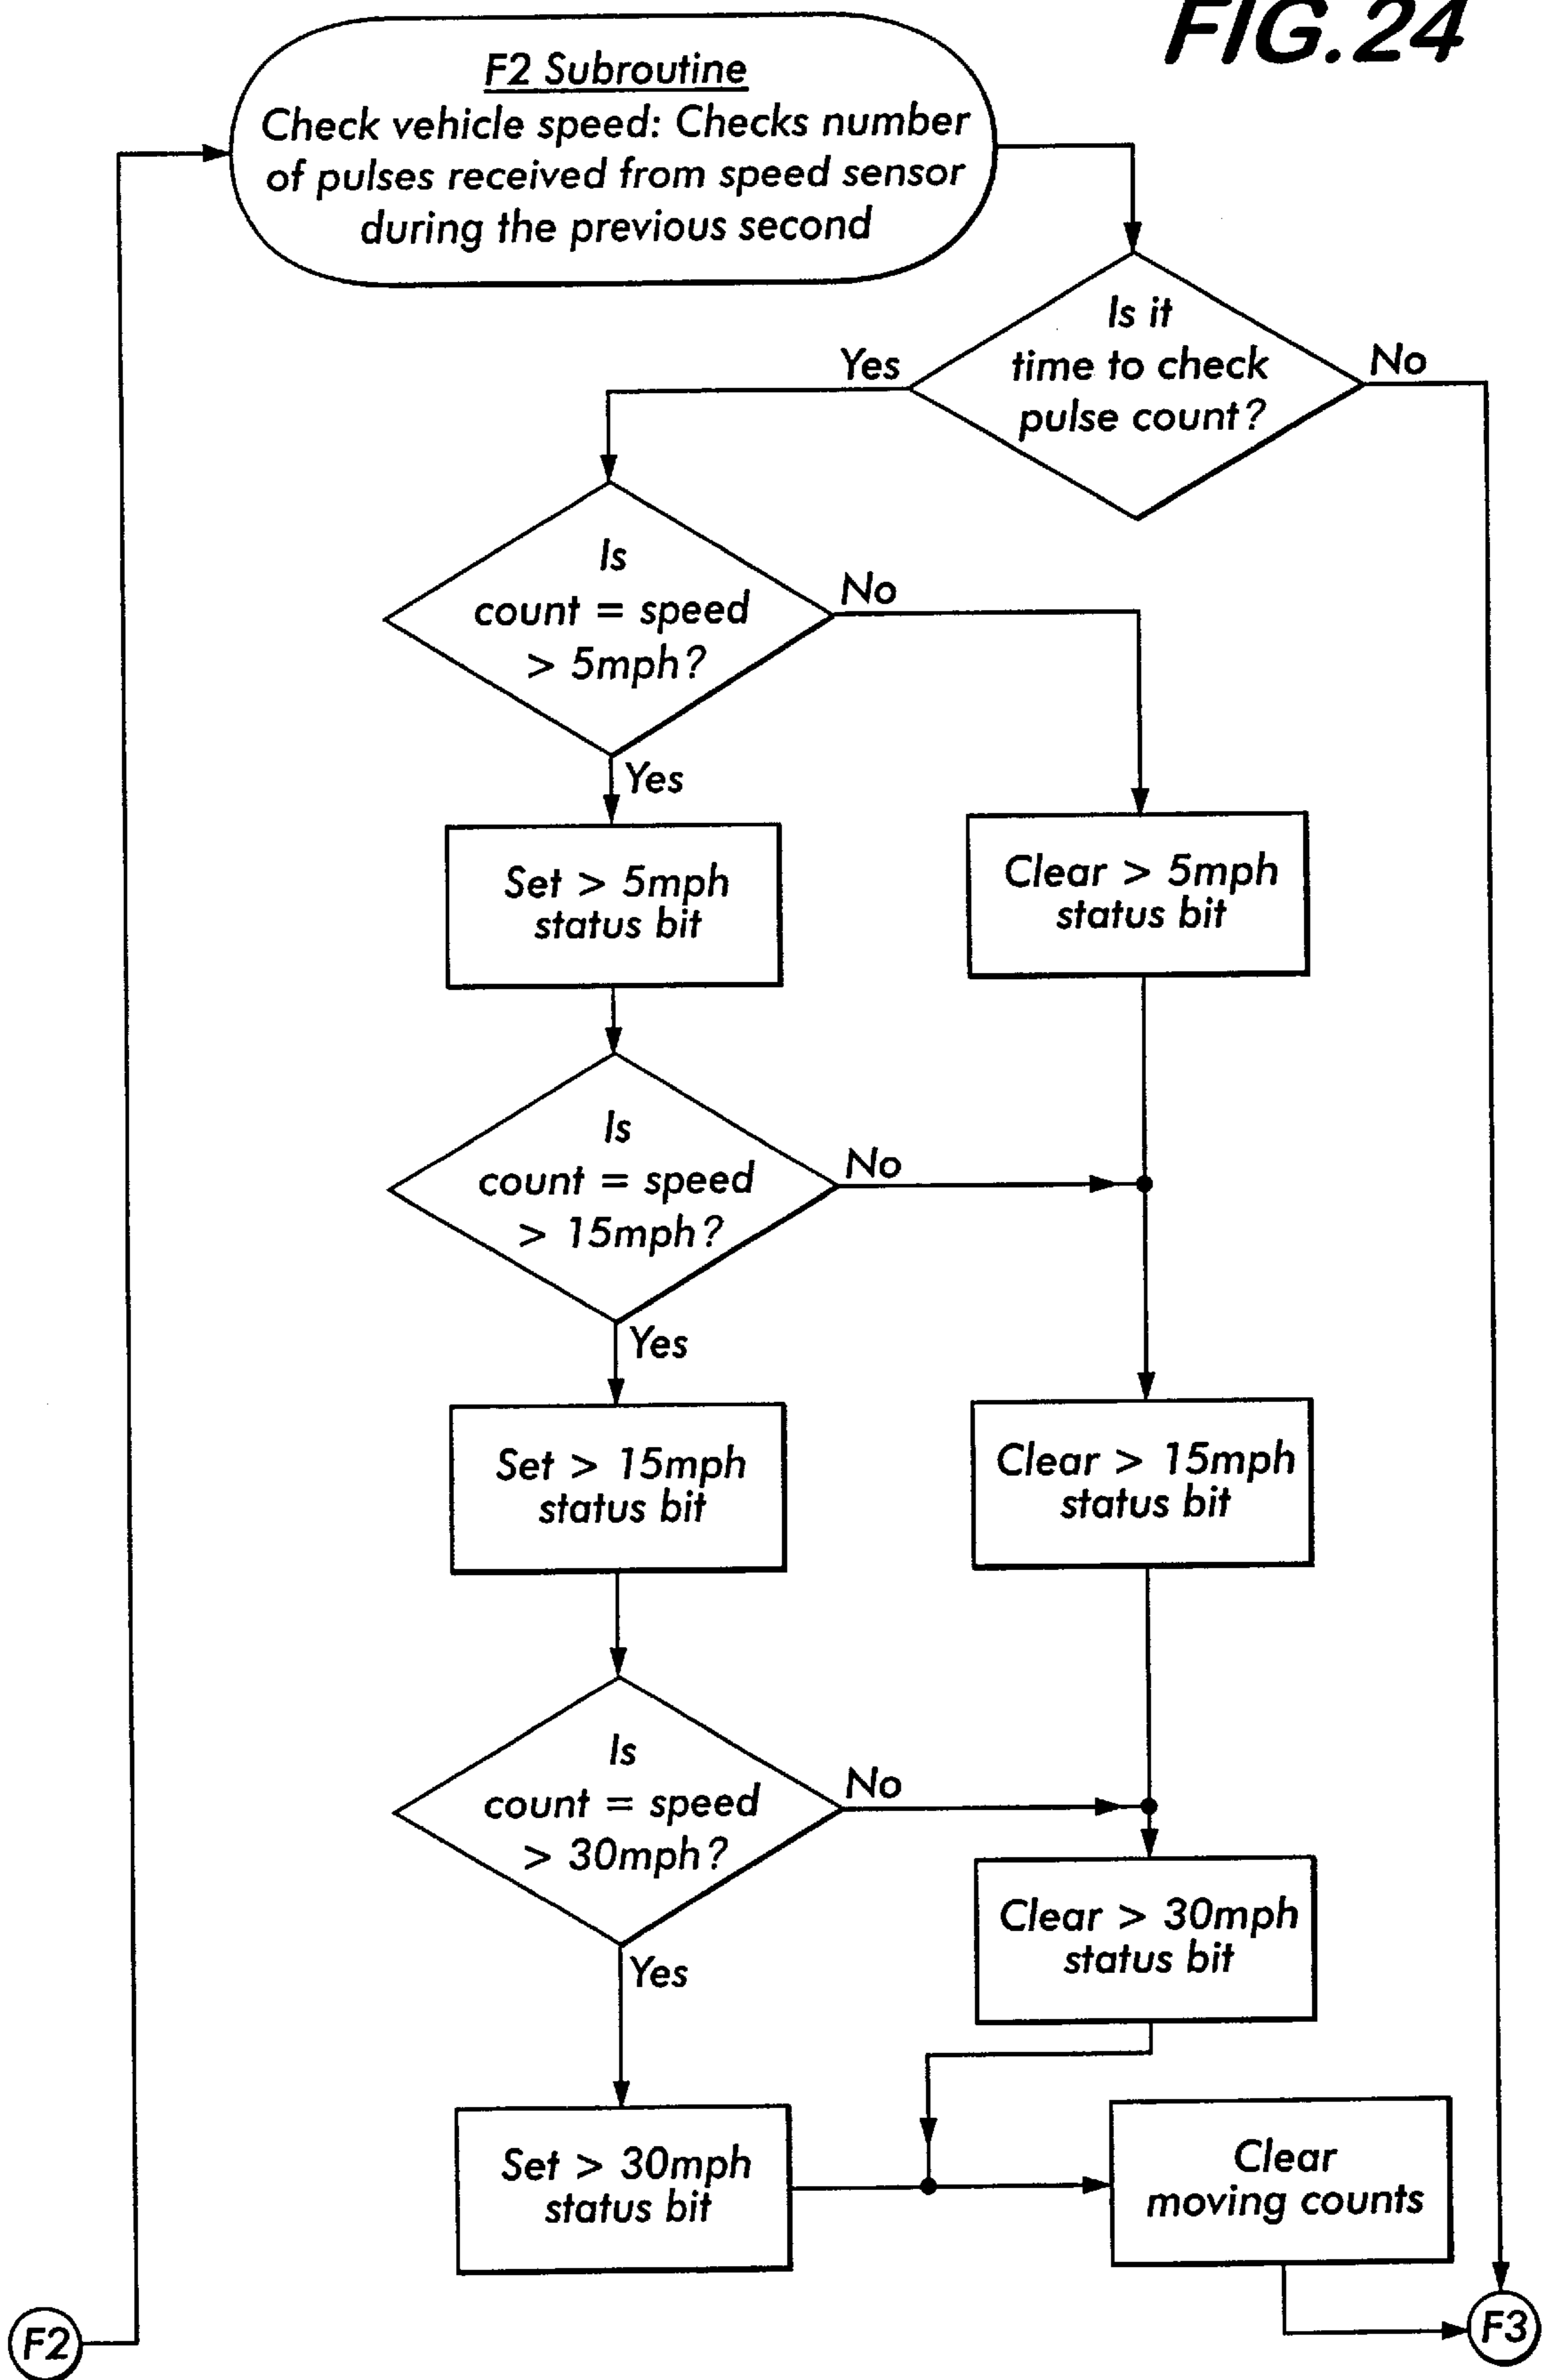 FIG.24
F2 Subroutine
Check vehicle speed: Checks number
of pulses received from speed sensor
during the previous second
Is it
time to check
pulse count?
Yes
No
Is
count = speed
> 5mph?
No
Yes
Set > 5mph
status bit
Clear > 5mph
status bit
Is
count = speed
> 15mph?
No
Yes
Set > 15mph
status bit
Clear > 15mph
status bit
Is
count = speed
> 30mph?
No
Yes
Clear > 30mph
status bit
Set > 30mph
status bit
Clear
moving counts
F2
F3